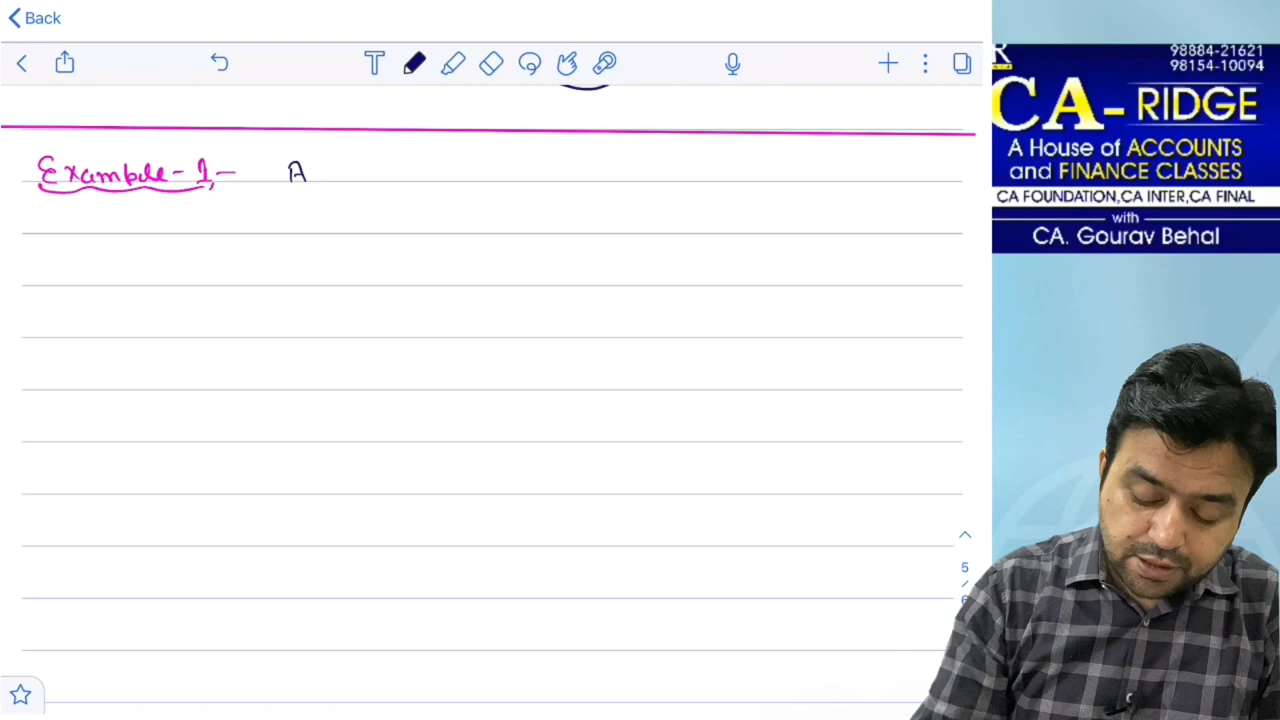 Back
T
98884-21621
R
98154-10094
CA- RIDGE
A House of ACCOUNTS
and FINANCE CLASSES
CA FOUNDATION,CA INTER,CA FINAL
with
CA. Gourav Behal
Example-1,- A
5
6